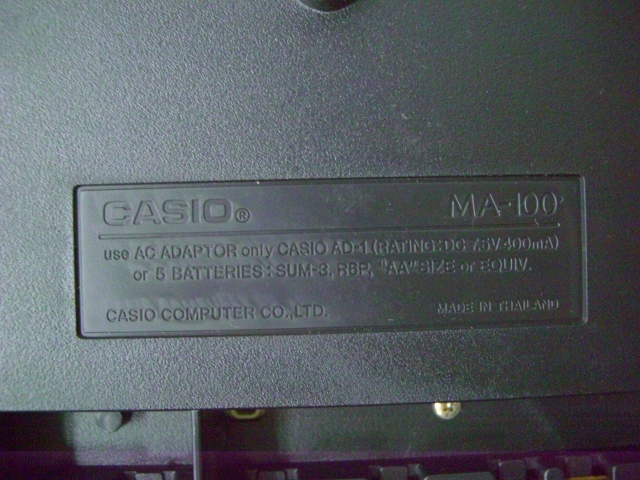 CASIO® MA-100
use AC ADAPTOR only CASIO AD-1 (RATING:DC 7.5V 400mA)
or 5 BATTERIES: SUM-3, R6P, "AA" SIZE or EQUIV.
CASIO COMPUTER CO.,LTD. MADE IN THAILAND